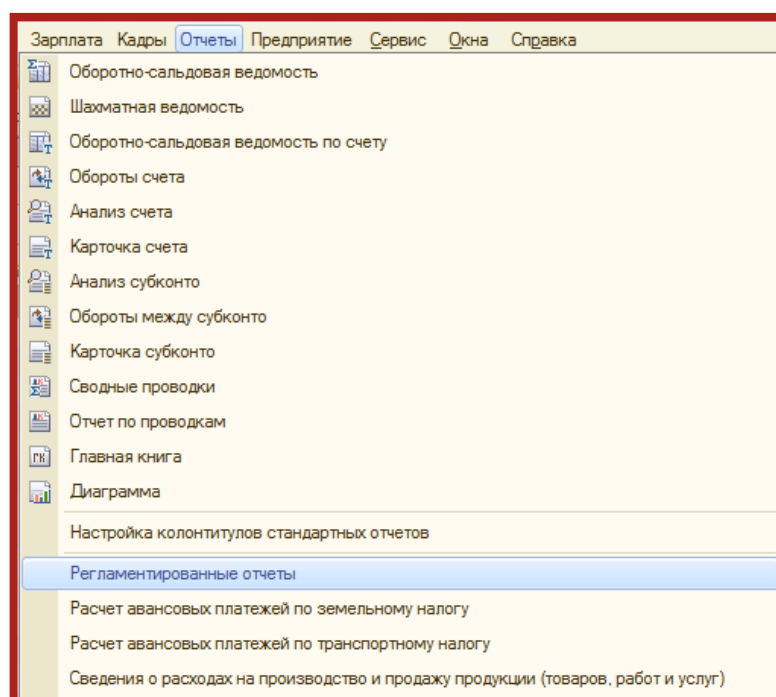 Зарплата Кадры Отчеты Предприятие Сервис Окна Справка
Оборотно-сальдовая ведомость
Шахматная ведомость
Оборотно-сальдовая ведомость по счету
Обороты счета
Анализ счета
Карточка счета
Анализ субконто
Обороты между субконто
Карточка субконто
Сводные проводки
Отчет по проводкам
Главная книга
Диаграмма
Настройка колонтитулов стандартных отчетов
Регламентированные отчеты
Расчет авансовых платежей по земельному налогу
Расчет авансовых платежей по транспортному налогу
Сведения о расходах на производство и продажу продукции (товаров, работ и услуг)